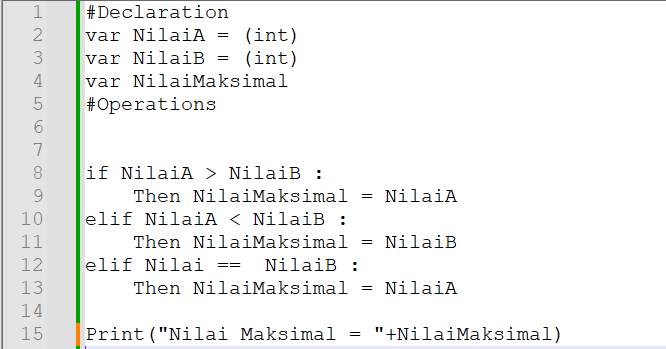 1 #Declaration
2 var NilaiA = (int)
3 var NilaiB = (int)
4 var NilaiMaksimal
5 #Operations
6
7
8 if NilaiA > NilaiB :
9     Then NilaiMaksimal = NilaiA
10 elif NilaiA < NilaiB :
11     Then NilaiMaksimal = NilaiB
12 elif Nilai ==  NilaiB :
13     Then NilaiMaksimal = NilaiA
14
15 Print("Nilai Maksimal = "+NilaiMaksimal)